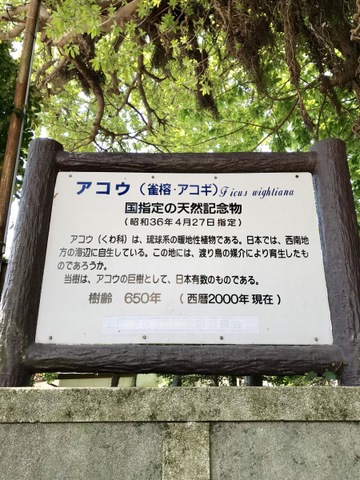 アコウ（雀榕・アコギ）Ficus wightiana
国指定の天然記念物
（昭和36年4月27日指定）
アコウ（くわ科）は、琉球系の暖地性植物である。日本では、西南地
方の海辺に自生している。この地には、渡り鳥の媒介により育生したも
のであろうか。
当樹は、アコウの巨樹として、日本有数のものである。
樹齢 650年 （西暦2000年現在）